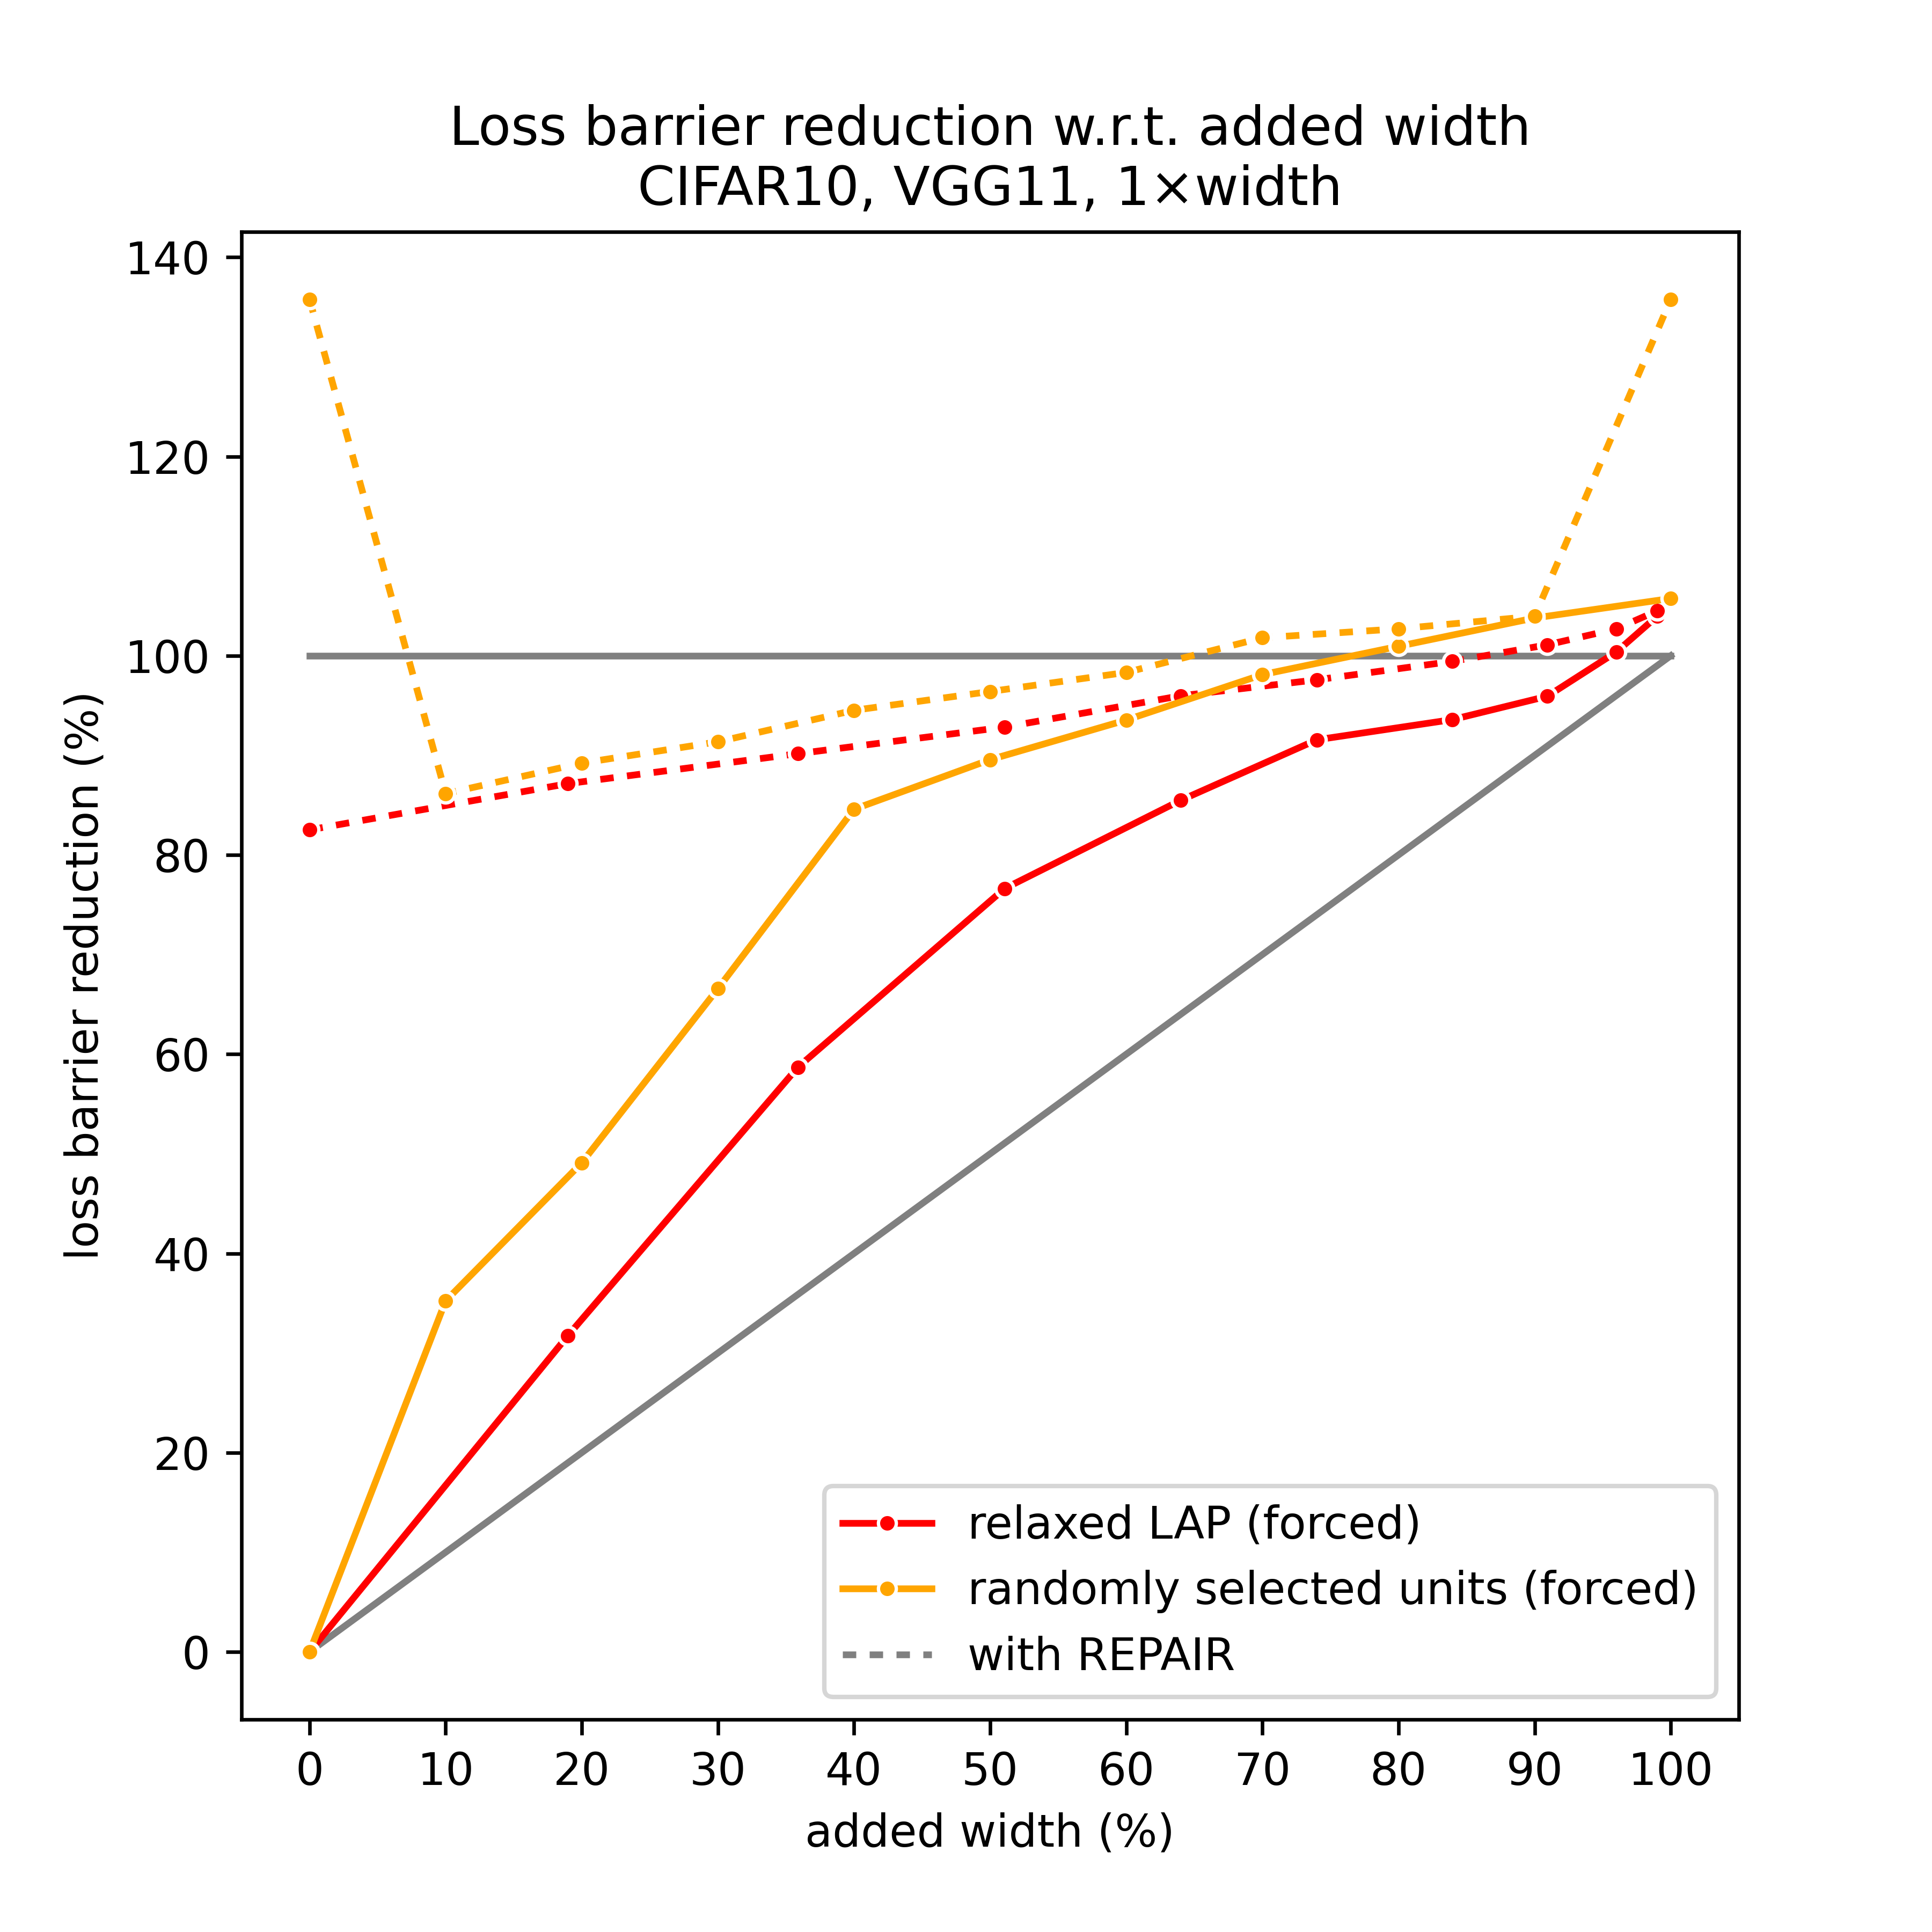 Loss barrier reduction w.r.t. added width
CIFAR10, VGG11, 1×width
loss barrier reduction (%)
140
120
100
80
60
40
20
0
relaxed LAP (forced)
randomly selected units (forced)
with REPAIR
0 10 20 30 40 50 60 70 80 90 100
added width (%)